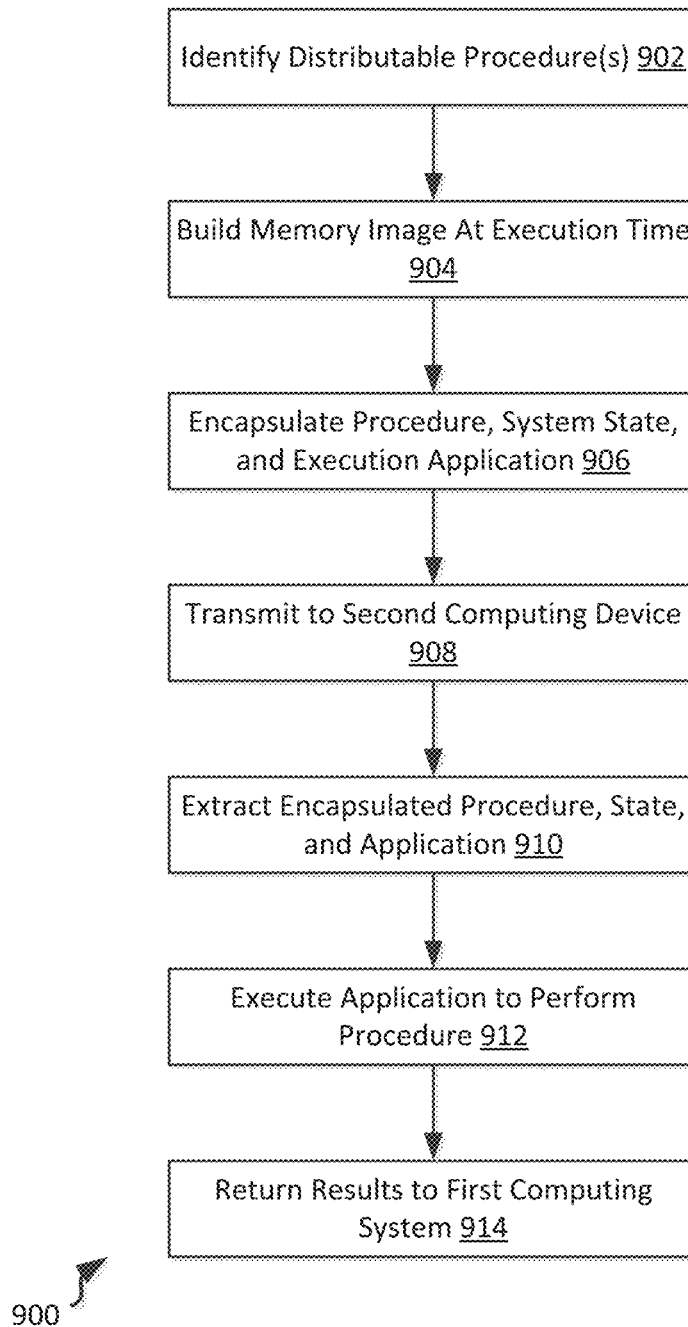 Identify Distributable Procedure(s) 902
Build Memory Image At Execution Time
904
Encapsulate Procedure, System State,
and Execution Application 906
Transmit to Second Computing Device
908
Extract Encapsulated Procedure, State,
and Application 910
Execute Application to Perform
Procedure 912
Return Results to First Computing
System 914
900